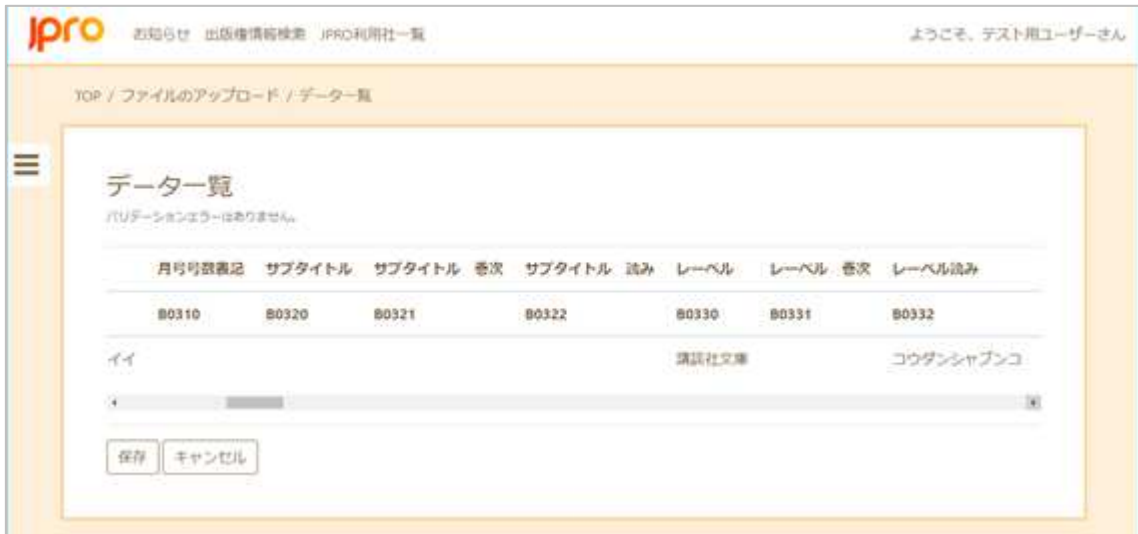 jpro お知らせ 出版権情報検索 JPRO利用社一覧 ようこそ、テスト用ユーザーさん
TOP / ファイルのアップロード / データ一覧
データ一覧
バリデーションエラーはありません。
月号号数表記 サブタイトル サブタイトル 巻次 サブタイトル 読み レーベル レーベル 巻次 レーベル読み
B0310 B0320 B0321 B0322 B0330 B0331 B0332
イイ 講談社文庫 コウダンシャブンコ
保存 キャンセル